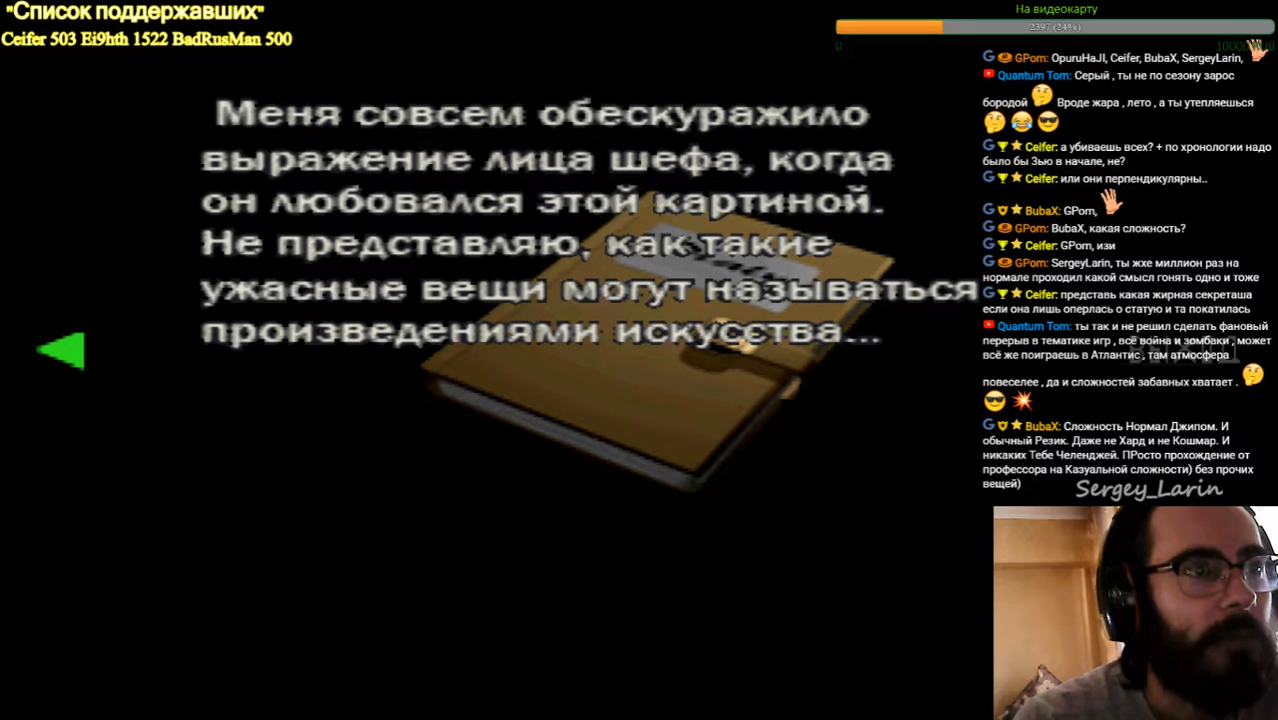 "Список поддержавших"
Ceifer 503 Ei9hth 1522 BadRusMan 500
На видеокарту
2397 (24%)
0
Меня совсем обескуражило
выражение лица шефа, когда
он любовался этой картиной.
Не представляю, как такие
ужасные вещи могут называться
произведениями искусства...
GPom: OpuruHaJI, Ceifer, BubaX, SergeyLarin,
Quantum Tom: Серый , ты не по сезону зарос
бородой Вроде жара , лето , а ты утепляешься
Ceifer: а убиваешь всех? + по хронологии надо
было бы 3ью в начале, не?
Ceifer: или они перпендикулярны..
BubaX: GPom,
GPom: BubaX, какая сложность?
Ceifer: GPom, изи
GPom: SergeyLarin, ты жхе миллион раз на
нормале проходил какой смысл гонять одно и тоже
Ceifer: представь какая жирная секреташа
если она лишь оперлась о статую и та покатилась
Quantum Tom: ты так и не решил сделать фановый
перерыв в тематике игр , всё война и зомбаки , может
всё же поиграешь в Атлантис , там атмосфера
повеселее , да и сложностей забавных хватает .
BubaX: Сложность Нормал Джипом. И
обычный Резик. Даже не Хард и не Кошмар. И
никаких Тебе Челенджей. ПРосто прохождение от
профессора на Казуальной сложности) без прочих
вещей)
Sergey_Larin